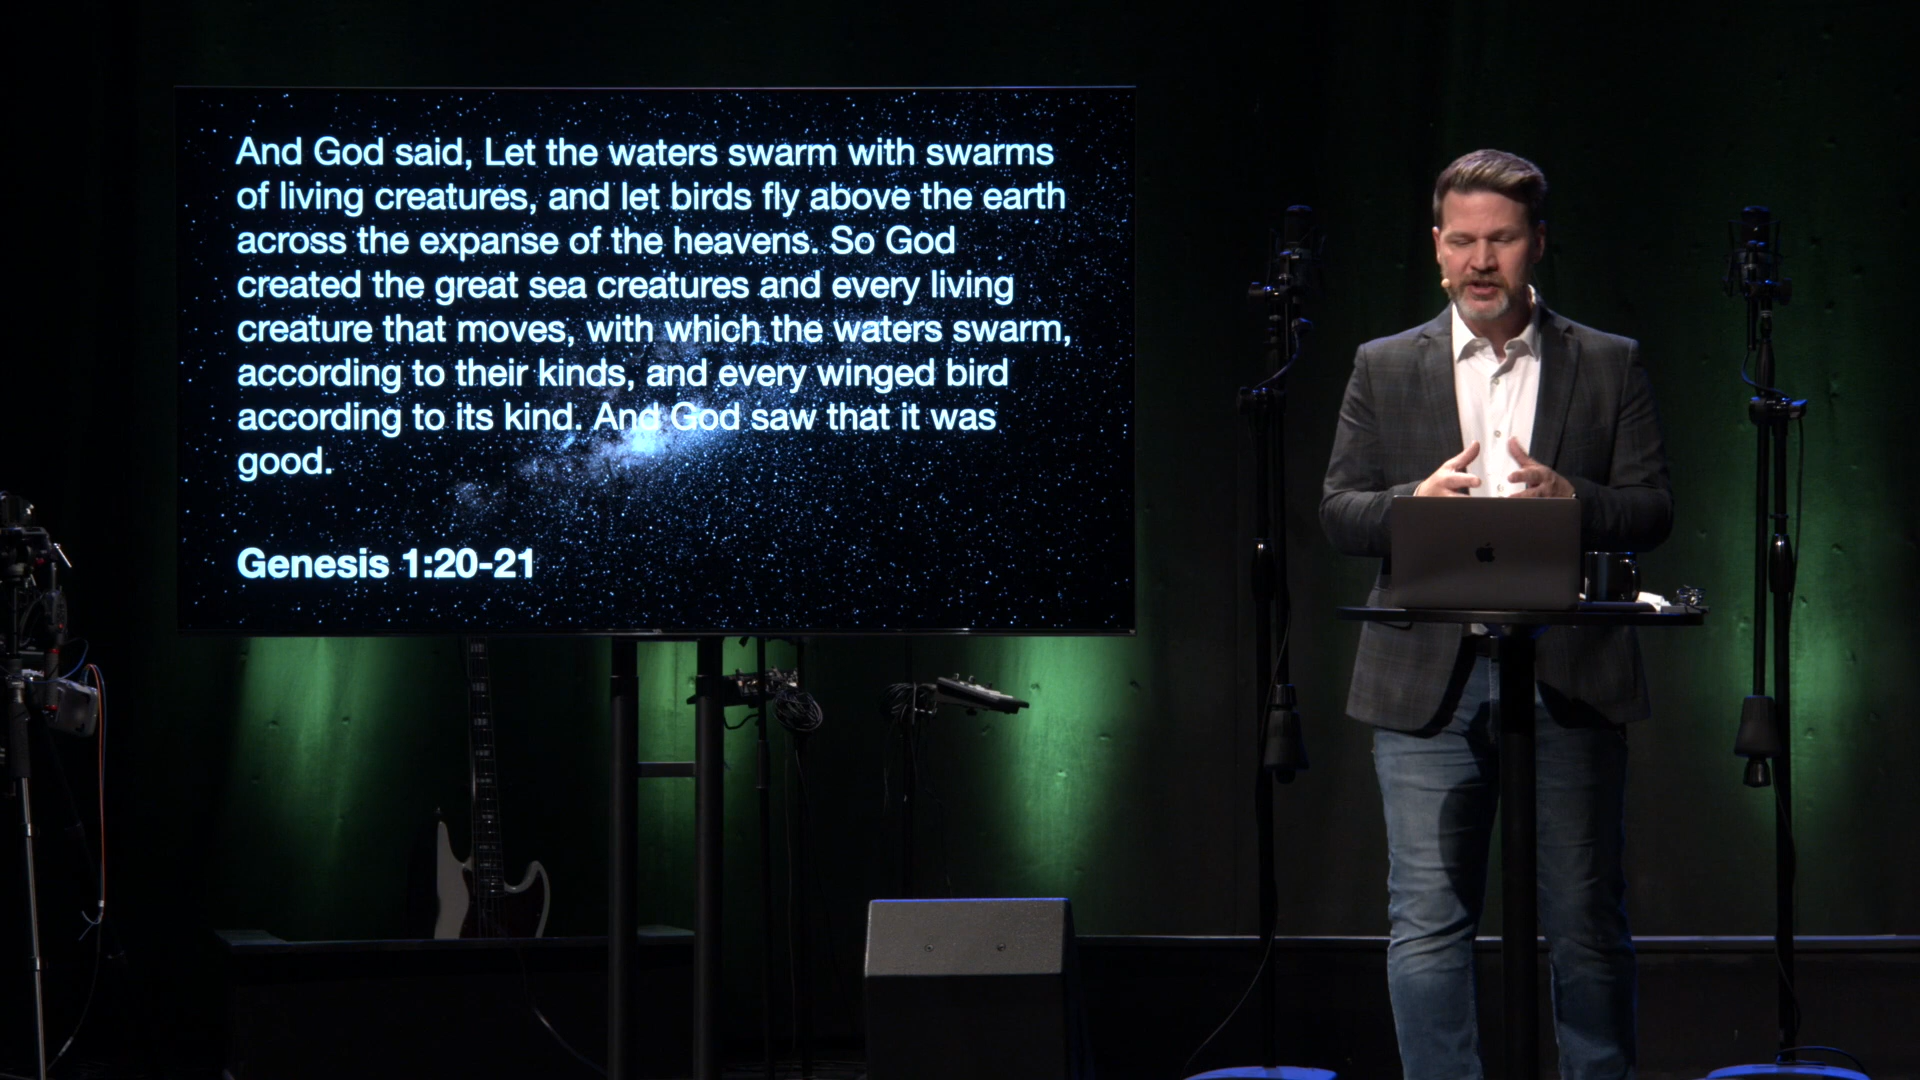 And God said, Let the waters swarm with swarms
of living creatures, and let birds fly above the earth
across the expanse of the heavens. So God
created the great sea creatures and every living
creature that moves, with which the waters swarm,
according to their kinds, and every winged bird
according to its kind. And God saw that it was
good.
Genesis 1:20-21